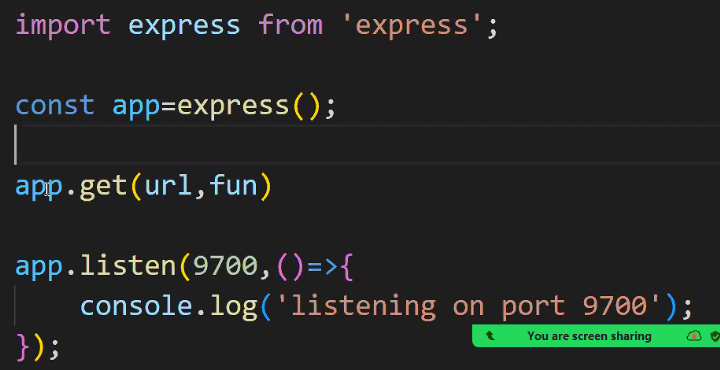 import express from 'express';
const app=express();
app.get(url,fun)
app.listen(9700,()=>{
    console.log('listening on port 9700');
});
You are screen sharing